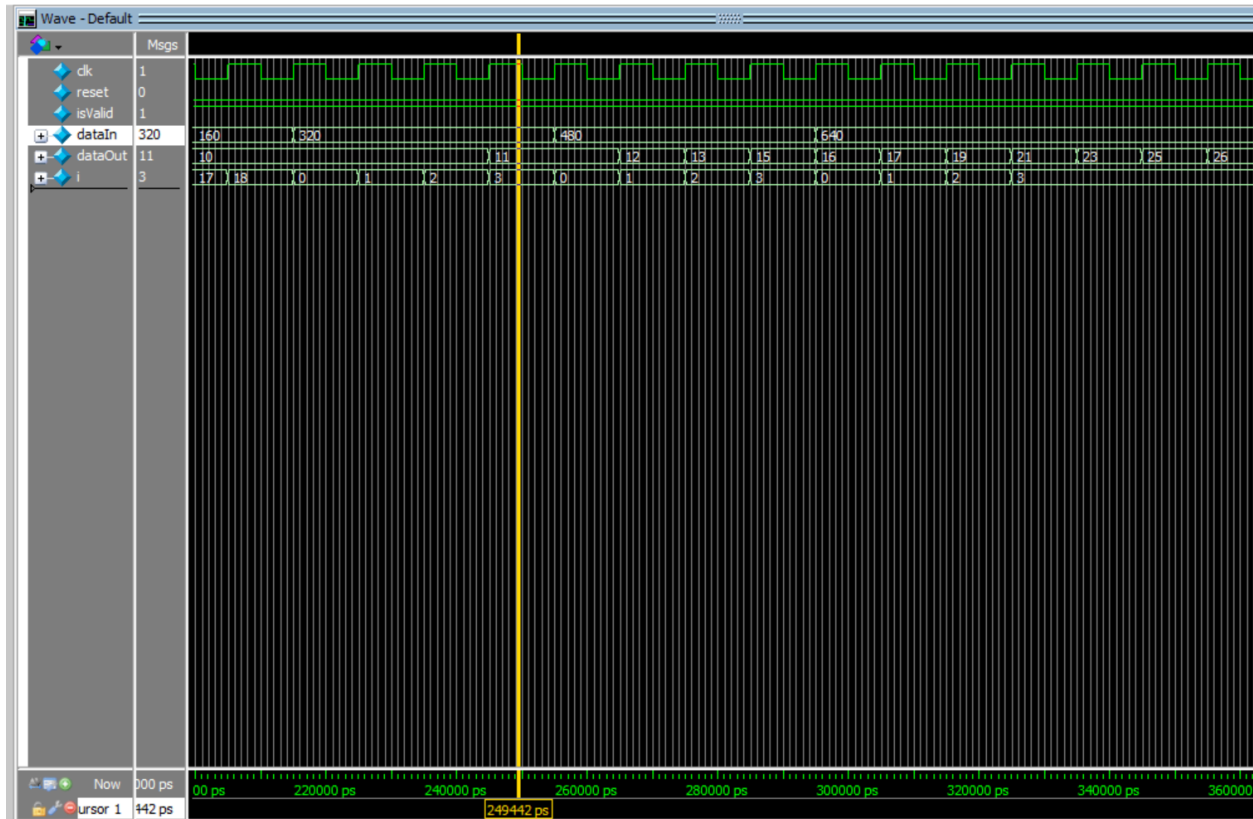 Wave - Default
Msgs
clk 1
reset 0
isValid 1
dataIn 320 160 320 480 640
dataOut 11 10 11 12 13 15 16 17 19 21 23 25 26
i 3 17 18 0 1 2 3 0 1 2 3 0 1 2 3
Now 000 ps 00 ps 220000 ps 240000 ps 260000 ps 280000 ps 300000 ps 320000 ps 340000 ps 360000
ursor 1 442 ps 249442 ps